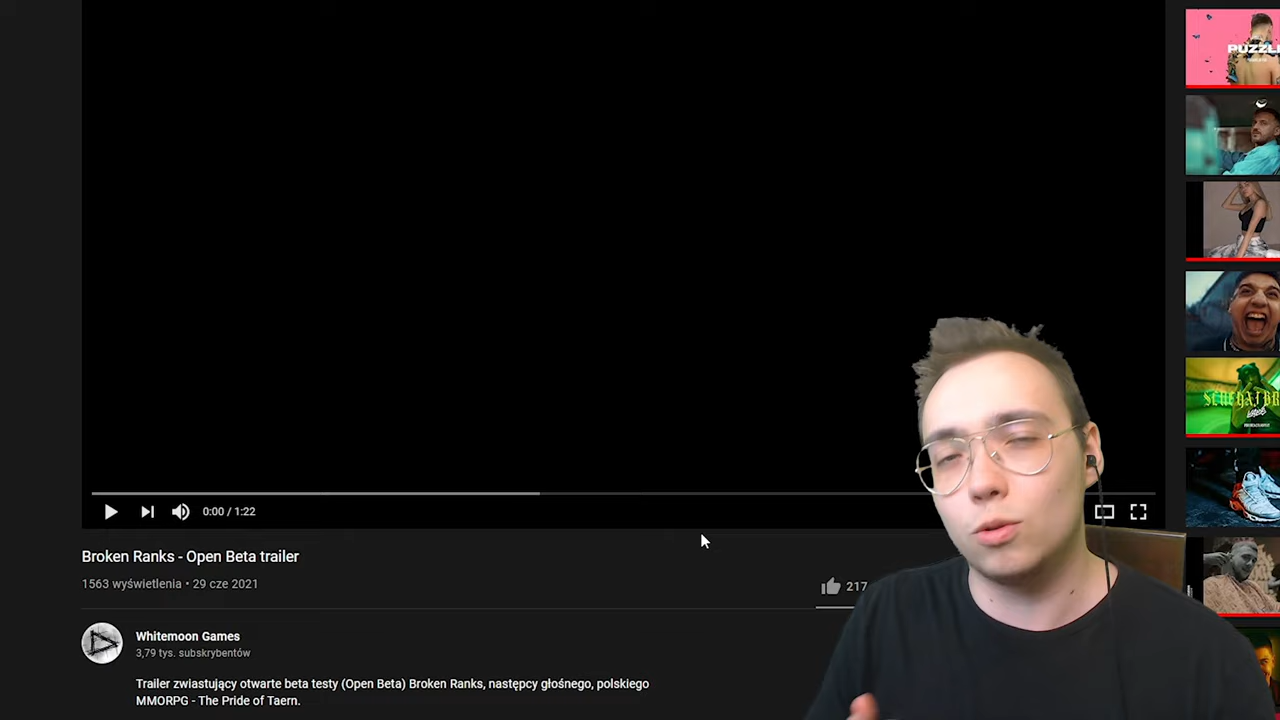 PUZZL
0:00 / 1:22
Broken Ranks - Open Beta trailer
1563 wyświetlenia • 29 cze 2021
217
Whitemoon Games
3,79 tys. subskrybentów
Trailer zwiastujący otwarte beta testy (Open Beta) Broken Ranks, następcy głośnego, polskiego
MMORPG - The Pride of Taern.